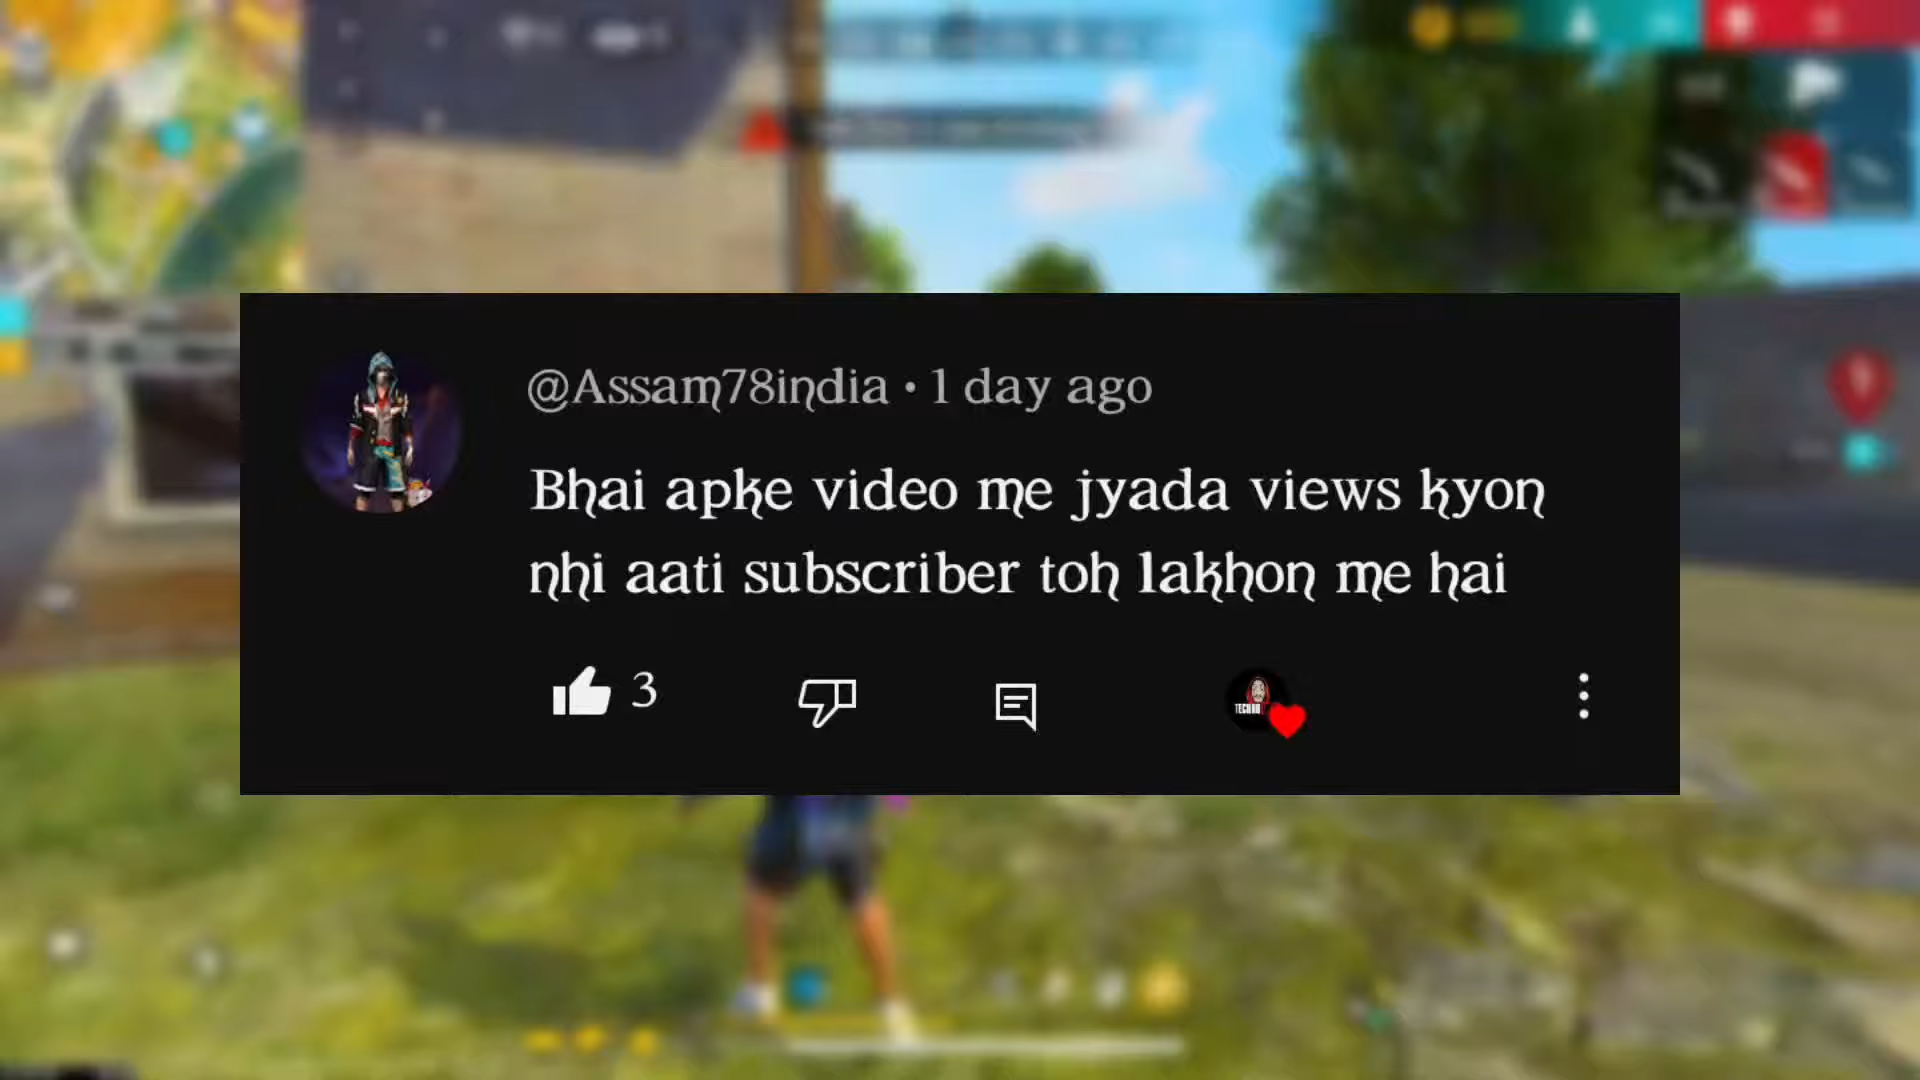 @Assam78india · 1 day ago
Bhai apke video me jyada views kyon
nhi aati subscriber toh lakhon me hai
3